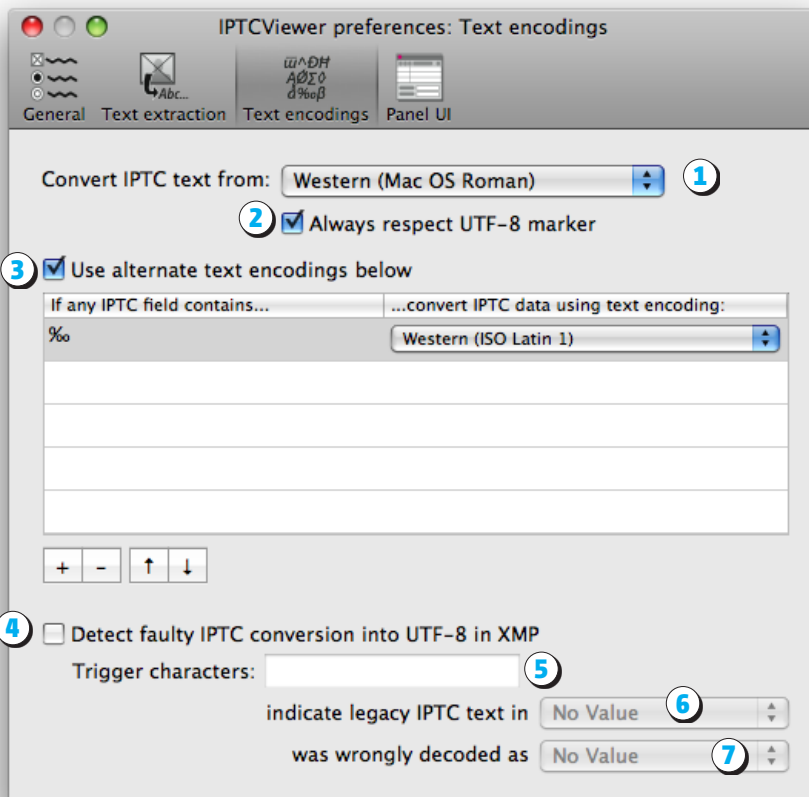 IPTCViewer preferences: Text encodings
Abc...
General Text extraction Text encodings Panel UI
Convert IPTC text from: Western (Mac OS Roman) 1
2 Always respect UTF-8 marker
3 Use alternate text encodings below
If any IPTC field contains... ...convert IPTC data using text encoding:
‰ Western (ISO Latin 1)
+ - ↑ ↓
4 Detect faulty IPTC conversion into UTF-8 in XMP
Trigger characters: 5
indicate legacy IPTC text in No Value 6
was wrongly decoded as No Value 7